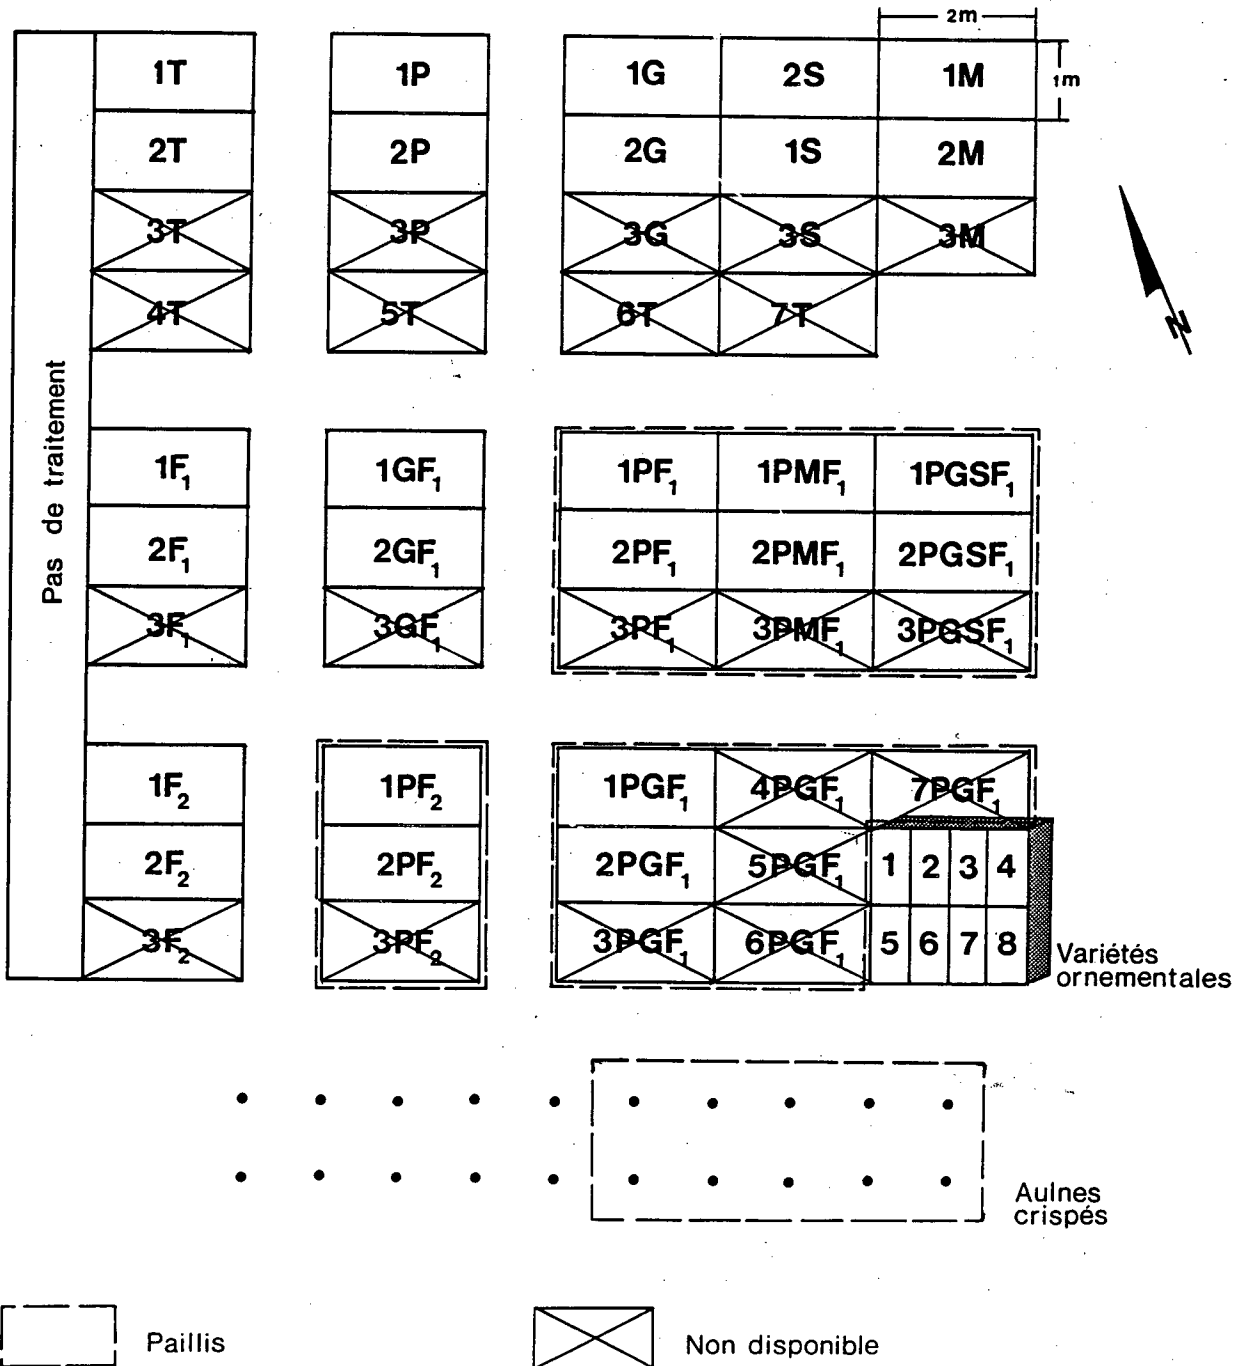 2m
1T 1P 1G 2S 1M
1m
2T 2P 2G 1S 2M
3T 3P 3G 3S 3M
4T 5T 6T 7T
N
Pas de traitement
1F₁ 1GF₁ 1PF₁ 1PMF₁ 1PGSF₁
2F₁ 2GF₁ 2PF₁ 2PMF₁ 2PGSF₁
3F₁ 3GF₁ 3PF₁ 3PMF₁ 3PGSF₁
1F₂ 1PF₂ 1PGF₁ 4PGF₁ 7PGF₁
2F₂ 2PF₂ 2PGF₁ 5PGF₁ 1 2 3 4
3F₂ 3PF₂ 3PGF₁ 6PGF₁ 5 6 7 8
Variétés
ornementales
Aulnes
crispés
Paillis Non disponible